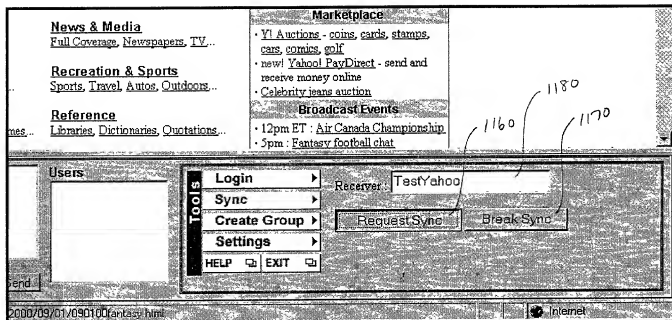 News & Media
Full Coverage, Newspapers, TV...
Recreation & Sports
Sports, Travel, Autos, Outdoors...
Reference
Libraries, Dictionaries, Quotations...
...
mes...
Marketplace
· Y! Auctions - coins, cards, stamps,
cars, comics, golf
· new! Yahoo! PayDirect - send and
receive money online
· Celebrity jeans auction
Broadcast Events
· 12pm ET : Air Canada Championship
· 5pm : Fantasy football chat
1160
1180
1170
Users
Send
Tools
Login
Sync
Create Group
Settings
HELP
EXIT
Receiver: TestYahoo
Request Sync
Break Sync
2000/09/01/090100fantasy.html
Internet